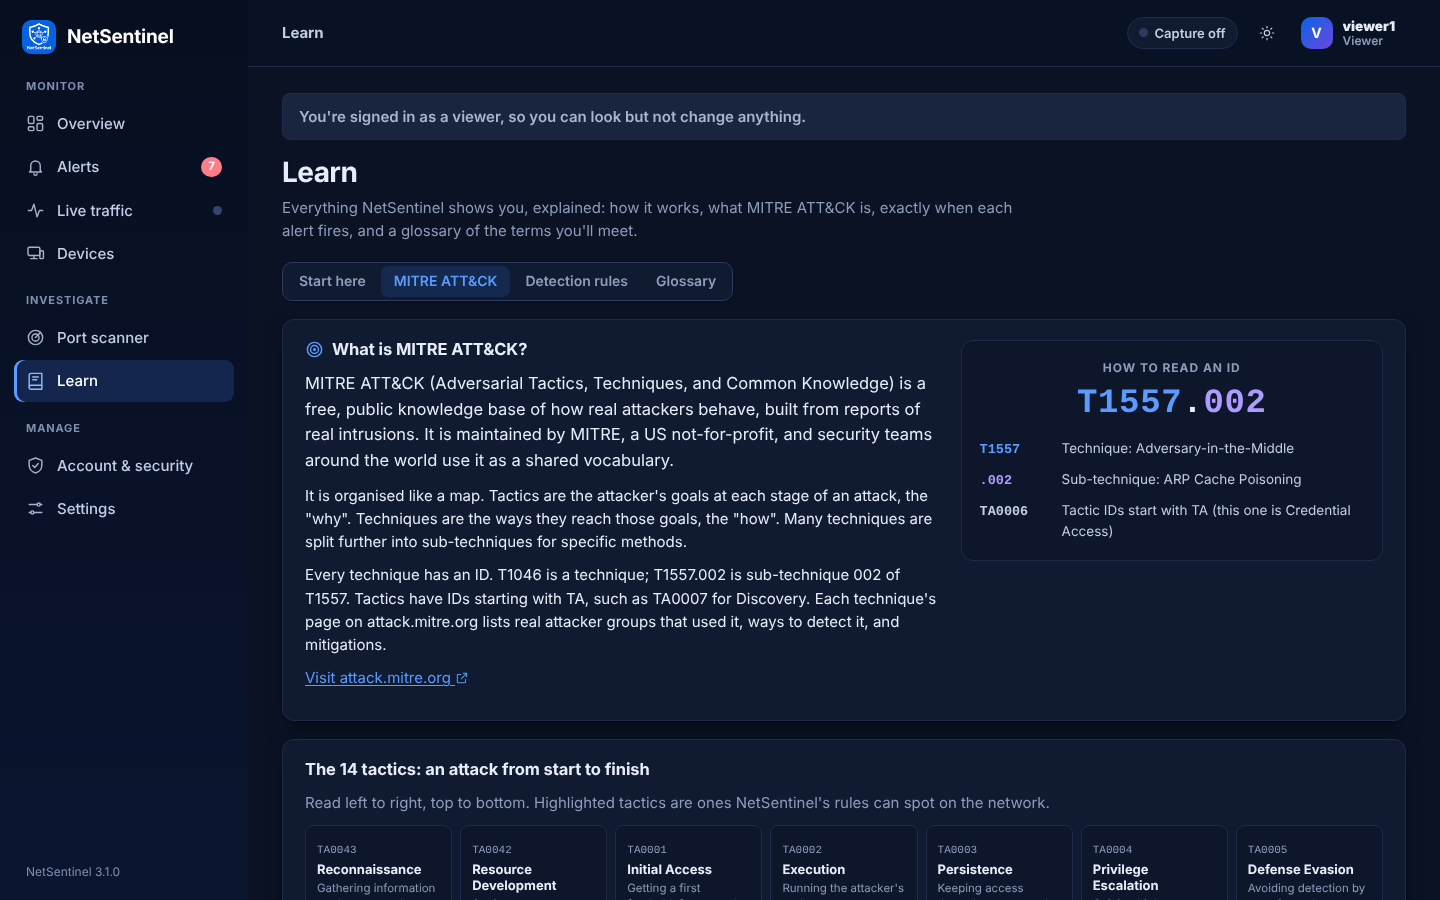 NetSentinel
MONITOR
Overview
Alerts
7
Live traffic
Devices
INVESTIGATE
Port scanner
Learn
MANAGE
Account & security
Settings
NetSentinel 3.1.0
Learn
Capture off
V
viewer1
Viewer
You're signed in as a viewer, so you can look but not change anything.
Learn
Everything NetSentinel shows you, explained: how it works, what MITRE ATT&CK is, exactly when each
alert fires, and a glossary of the terms you'll meet.
Start here
MITRE ATT&CK
Detection rules
Glossary
What is MITRE ATT&CK?
MITRE ATT&CK (Adversarial Tactics, Techniques, and Common Knowledge) is a
free, public knowledge base of how real attackers behave, built from reports of
real intrusions. It is maintained by MITRE, a US not-for-profit, and security teams
around the world use it as a shared vocabulary.
It is organised like a map. Tactics are the attacker's goals at each stage of an attack, the
"why". Techniques are the ways they reach those goals, the "how". Many techniques are
split further into sub-techniques for specific methods.
Every technique has an ID. T1046 is a technique; T1557.002 is sub-technique 002 of
T1557. Tactics have IDs starting with TA, such as TA0007 for Discovery. Each technique's
page on attack.mitre.org lists real attacker groups that used it, ways to detect it, and
mitigations.
Visit attack.mitre.org
HOW TO READ AN ID
T1557.002
T1557 Technique: Adversary-in-the-Middle
.002 Sub-technique: ARP Cache Poisoning
TA0006 Tactic IDs start with TA (this one is Credential
Access)
The 14 tactics: an attack from start to finish
Read left to right, top to bottom. Highlighted tactics are ones NetSentinel's rules can spot on the network.
TA0043
Reconnaissance
Gathering information
TA0042
Resource
Development
TA0001
Initial Access
Getting a first
TA0002
Execution
Running the attacker's
TA0003
Persistence
Keeping access
TA0004
Privilege
Escalation
TA0005
Defense Evasion
Avoiding detection by